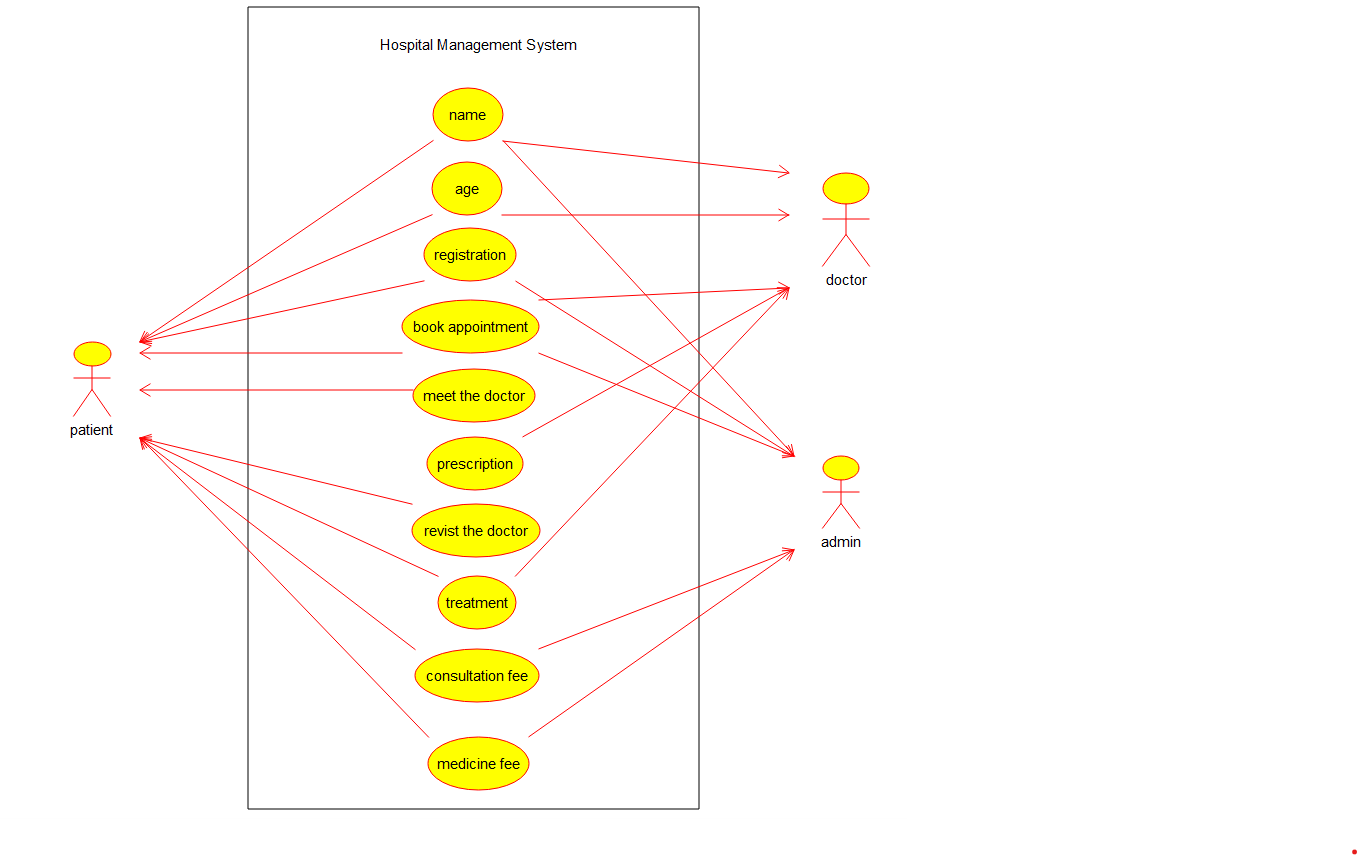 Hospital Management System
name
age
registration
book appointment
meet the doctor
prescription
revist the doctor
treatment
consultation fee
medicine fee
patient
doctor
admin